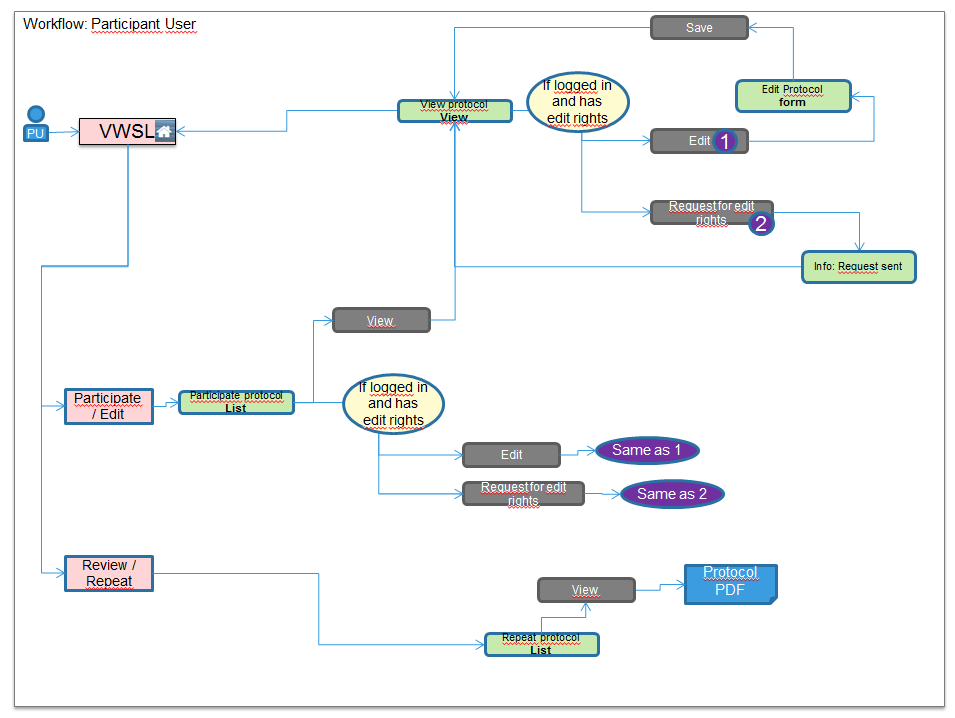 Workflow: Participant User
Save
If logged in
and has
edit rights
Edit Protocol
form
View protocol
View
PU
VWSL
Edit
1
Request for edit
rights
2
Info: Request sent
View
Participate
/ Edit
Participate protocol
List
If logged in
and has
edit rights
Edit
Same as 1
Request for edit
rights
Same as 2
Review /
Repeat
View
Protocol
PDF
Repeat protocol
List